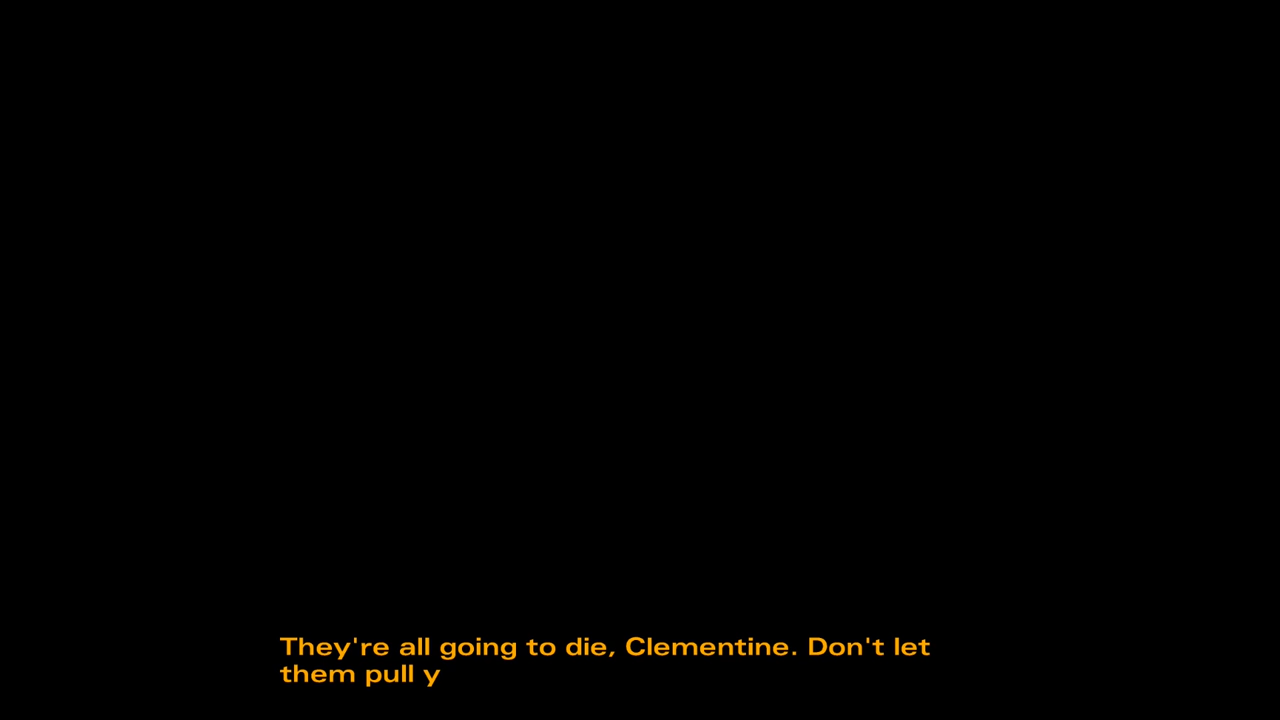 They're all going to die, Clementine. Don't let
them pull y